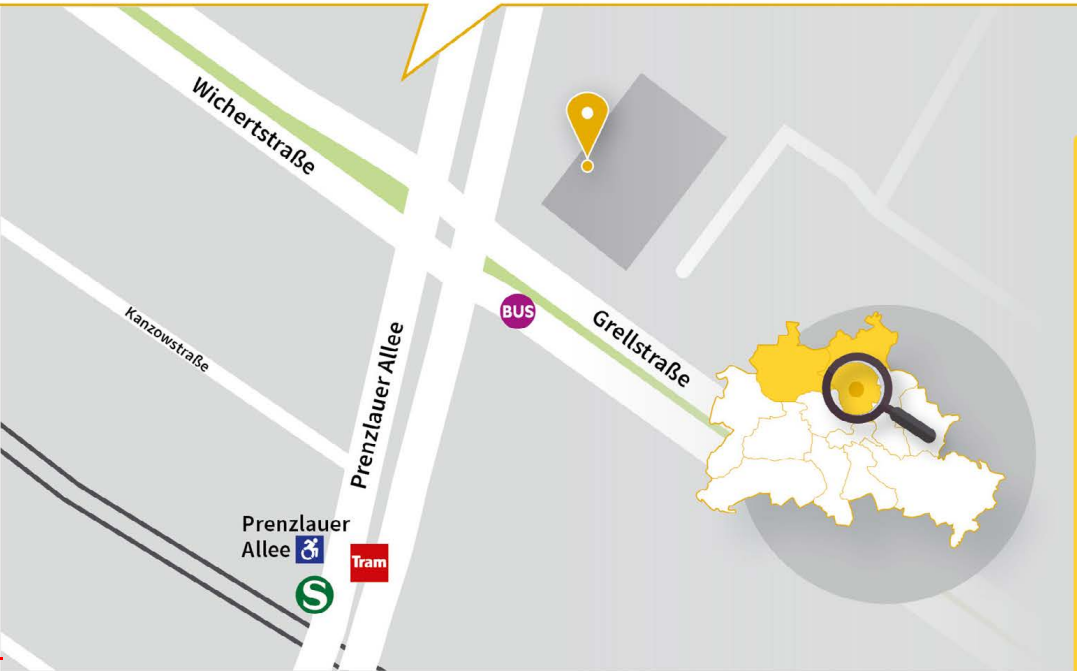 Wichertstraße
Kanzowstraße
Prenzlauer Allee
BUS
Grellstraße
Prenzlauer
Allee
Tram
S